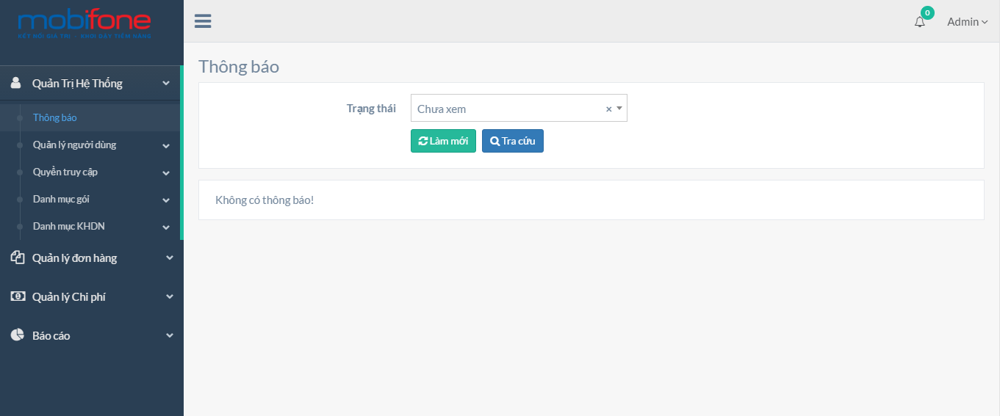 mobifone
KẾT NỐI GIÁ TRỊ - KHƠI DẬY TIỀM NĂNG
0
Admin
Quản Trị Hệ Thống
Thông báo
Quản lý người dùng
Quyền truy cập
Danh mục gói
Danh mục KHDN
Quản lý đơn hàng
Quản lý Chi phí
Báo cáo
Thông báo
Trạng thái
Chưa xem ×
Làm mới Tra cứu
Không có thông báo!